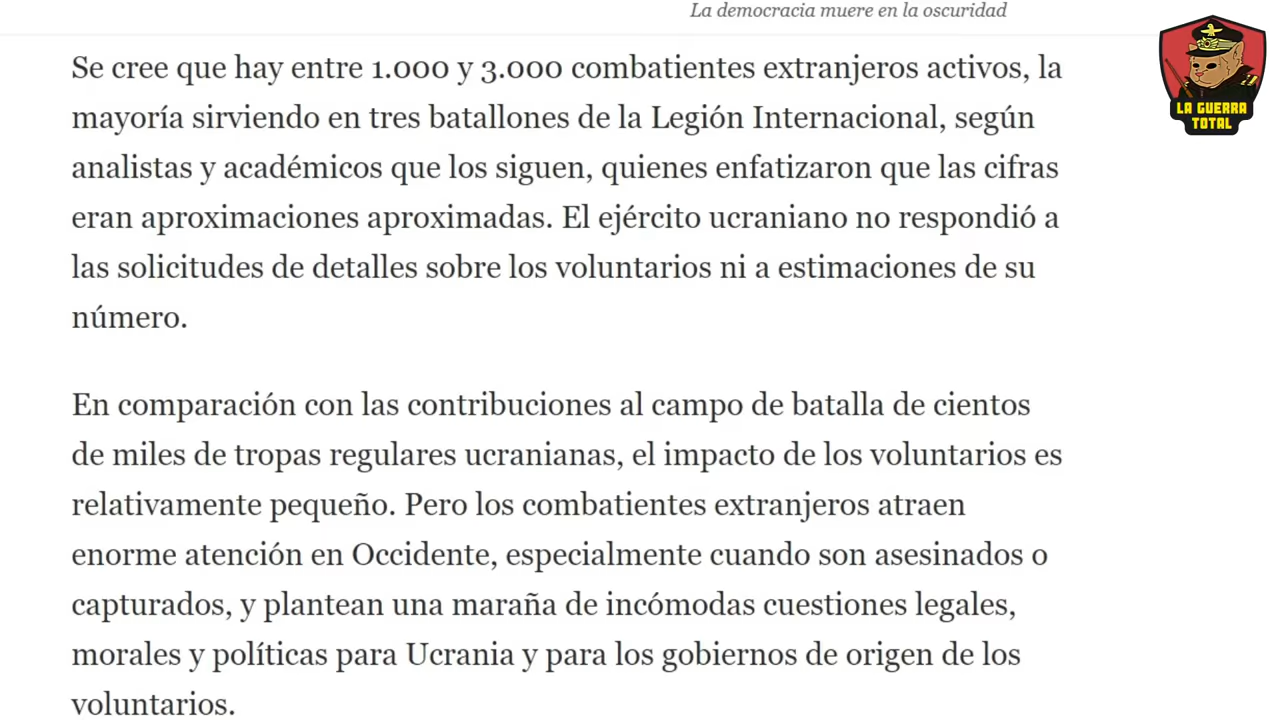 La democracia muere en la oscuridad
Se cree que hay entre 1.000 y 3.000 combatientes extranjeros activos, la
mayoría sirviendo en tres batallones de la Legión Internacional, según
analistas y académicos que los siguen, quienes enfatizaron que las cifras
eran aproximaciones aproximadas. El ejército ucraniano no respondió a
las solicitudes de detalles sobre los voluntarios ni a estimaciones de su
número.
En comparación con las contribuciones al campo de batalla de cientos
de miles de tropas regulares ucranianas, el impacto de los voluntarios es
relativamente pequeño. Pero los combatientes extranjeros atraen
enorme atención en Occidente, especialmente cuando son asesinados o
capturados, y plantean una maraña de incómodas cuestiones legales,
morales y políticas para Ucrania y para los gobiernos de origen de los
voluntarios.
LA GUERRA
TOTAL